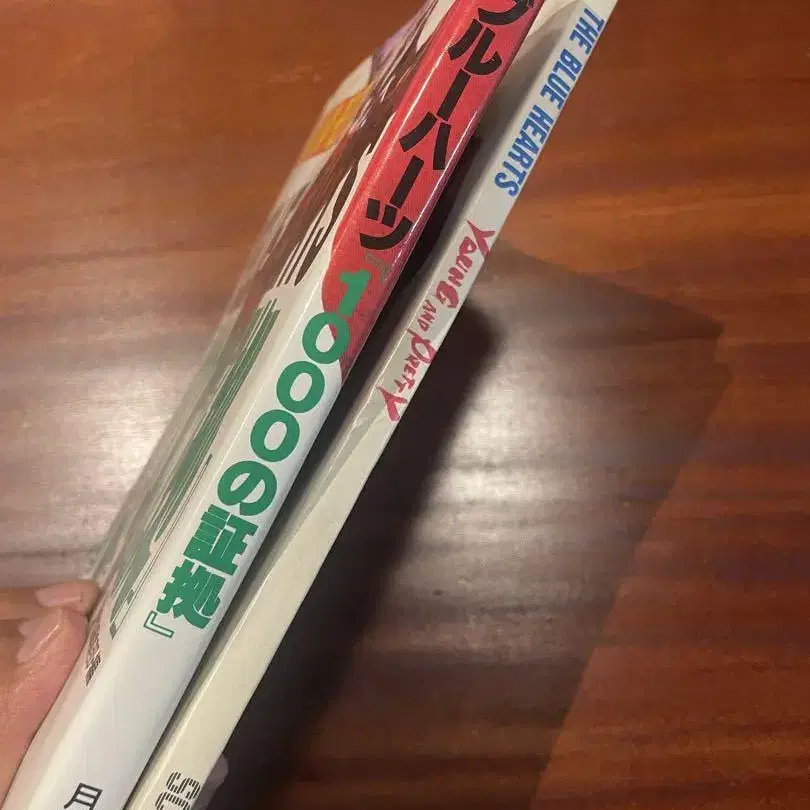 ブルーハーツ『1000の証拠』
月
THE BLUE HEARTS
YOUNG AND PRETTY
SO